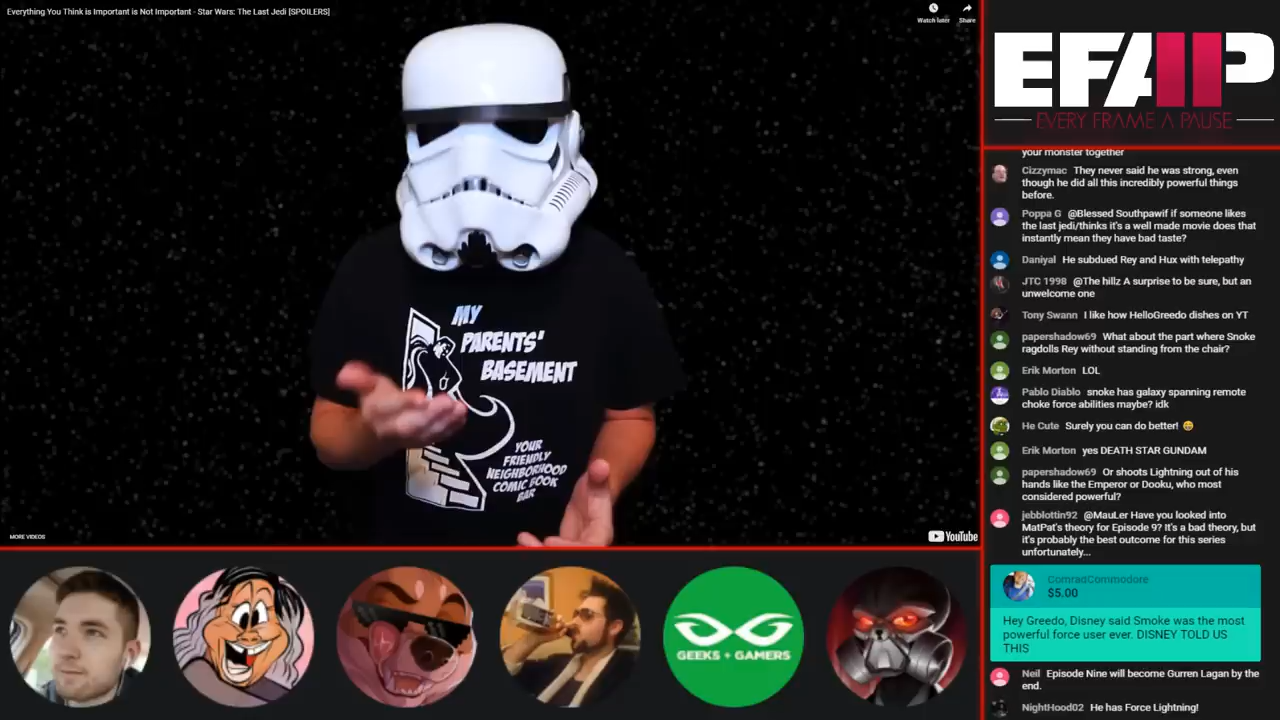 Everything You Think is Important is Not Important - Star Wars: The Last Jedi [SPOILERS]
Watch later
Share
MY
PARENTS'
BASEMENT
YOUR
FRIENDLY
NEIGHBORHOOD
COMIC BOOK
BAR
MORE VIDEOS
YouTube
GEEKS + GAMERS
EFAP
EVERY FRAME A PAUSE
your monster together
Cizzymac They never said he was strong, even
though he did all this incredibly powerful things
before.
Poppa G @Blessed Southpawif if someone likes
the last jedi/thinks it's a well made movie does that
instantly mean they have bad taste?
Daniyal He subdued Rey and Hux with telepathy
JTC 1998 @The hillz A surprise to be sure, but an
unwelcome one
Tony Swann I like how HelloGreedo dishes on YT
papershadow69 What about the part where Snoke
ragdolls Rey without standing from the chair?
Erik Morton LOL
Pablo Diablo snoke has galaxy spanning remote
choke force abilities maybe? idk
He Cute Surely you can do better!
Erik Morton yes DEATH STAR GUNDAM
papershadow69 Or shoots Lightning out of his
hands like the Emperor or Dooku, who most
considered powerful?
jebblottin92 @MauLer Have you looked into
MatPat's theory for Episode 9? It's a bad theory, but
it's probably the best outcome for this series
unfortunately...
ComradCommodore
$5.00
Hey Greedo, Disney said Smoke was the most
powerful force user ever. DISNEY TOLD US
THIS
Neil Episode Nine will become Gurren Lagan by the
end.
NightHood02 He has Force Lightning!